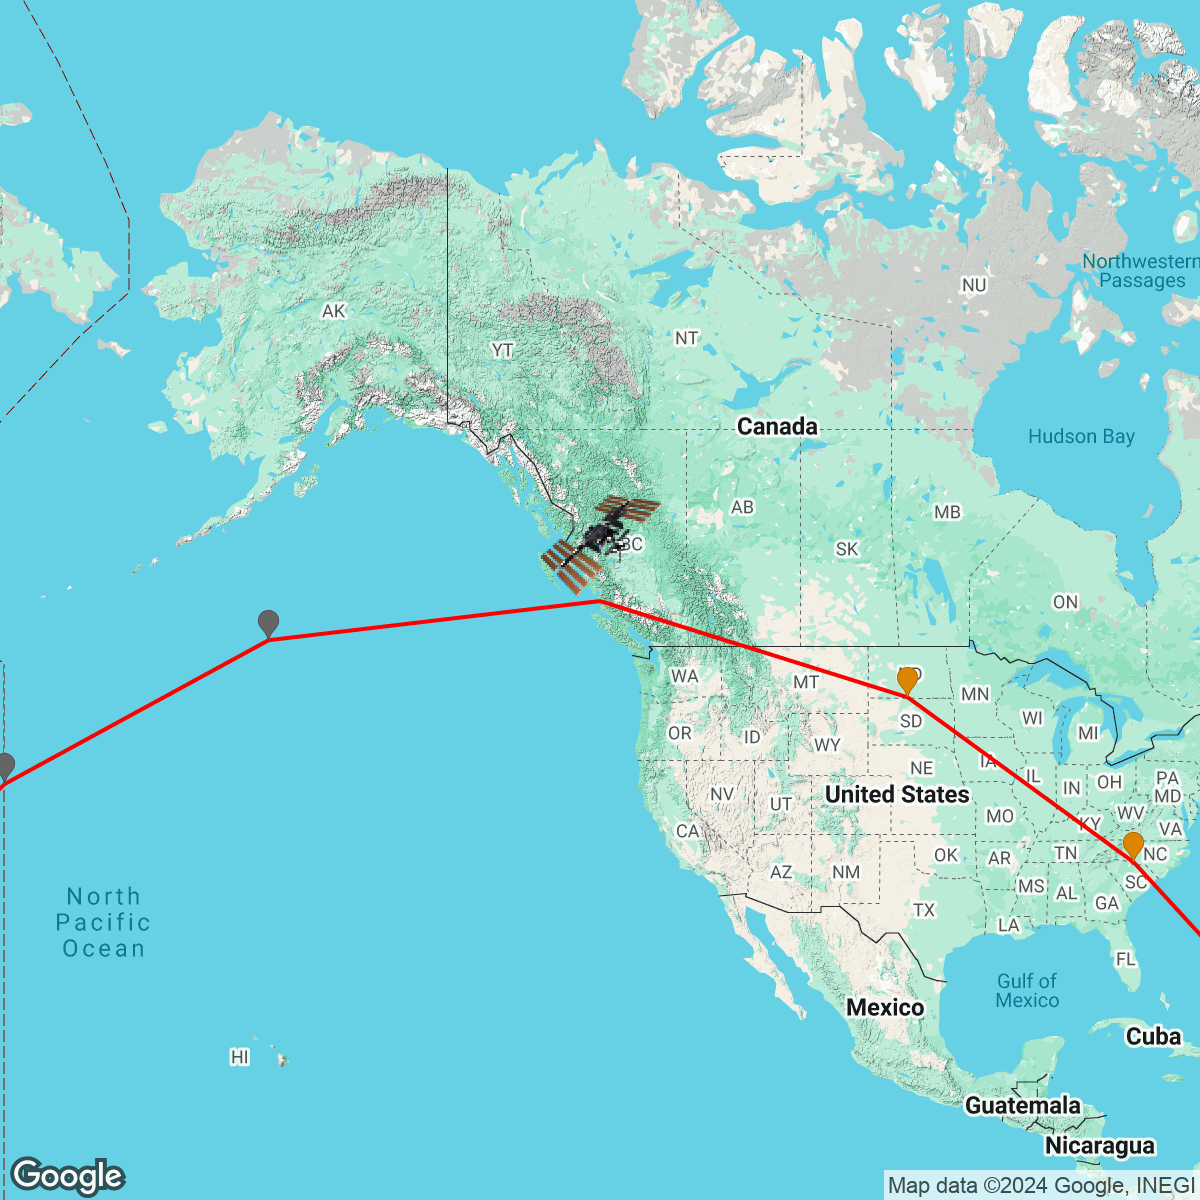 NU
Northwestern
Passages
AK
NT
YT
Canada
Hudson Bay
AB
MB
BC
SK
ON
WA
MT
MN
SD
WI
OR
ID
WY
MI
NE
IA
IL
IN
OH
PA
MD
NV
UT
United States
MO
KY
WV
VA
CA
OK
AR
TN
NC
AZ
NM
MS
AL
SC
GA
TX
LA
FL
North
Pacific
Ocean
Gulf of
Mexico
Mexico
Cuba
HI
Guatemala
Nicaragua
Google
Map data ©2024 Google, INEGI